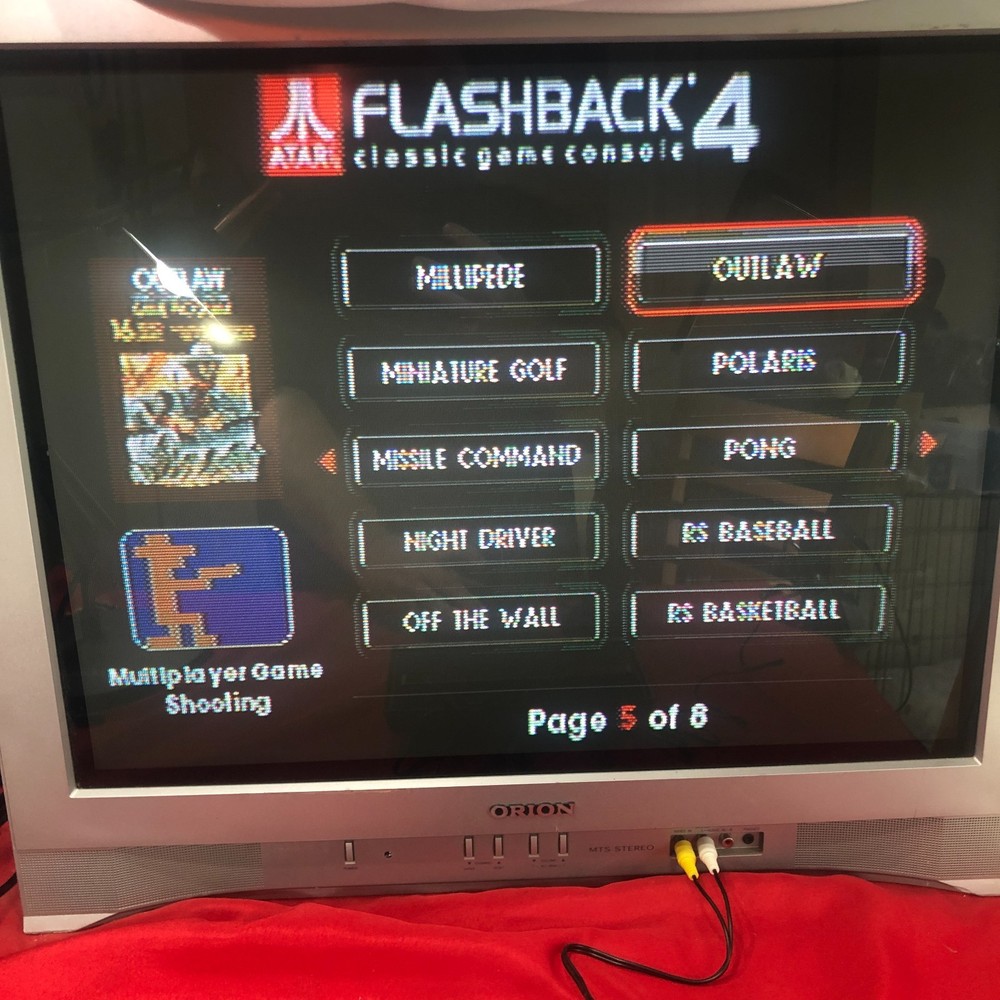 ATARI
FLASHBACK 4
classic game console
OUTLAW
MILLIPEDE
OUTLAW
MINIATURE GOLF
POLARIS
MISSILE COMMAND
PONG
NIGHT DRIVER
RS BASEBALL
OFF THE WALL
RS BASKETBALL
Multiplayer Game
Shooting
Page 5 of 8
ORION
MTS STEREO